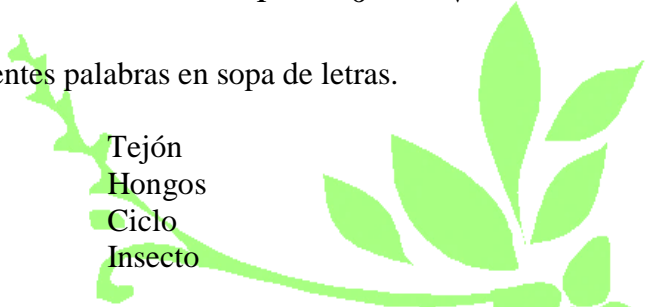 entes palabras en sopa de letras.
Tejón
Hongos
Ciclo
Insecto